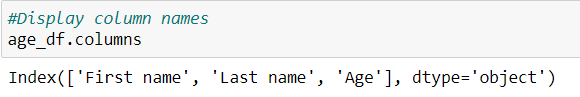 #Display column names
age_df.columns
Index(['First name', 'Last name', 'Age'], dtype='object')